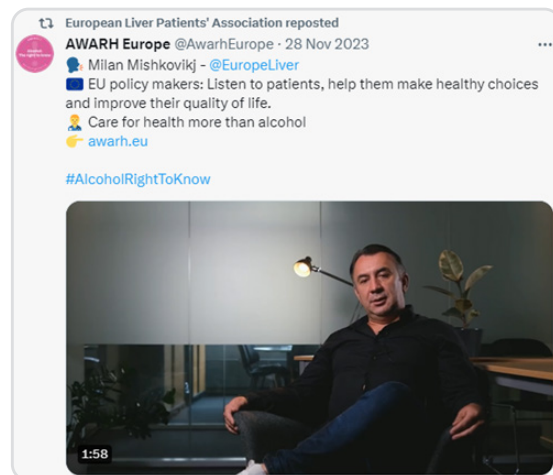 European Liver Patients' Association reposted
AWARH Europe @AwarhEurope · 28 Nov 2023
Milan Mishkovikj - @EuropeLiver
EU policy makers: Listen to patients, help them make healthy choices
and improve their quality of life.
Care for health more than alcohol
awarh.eu
#AlcoholRightToKnow
1:58